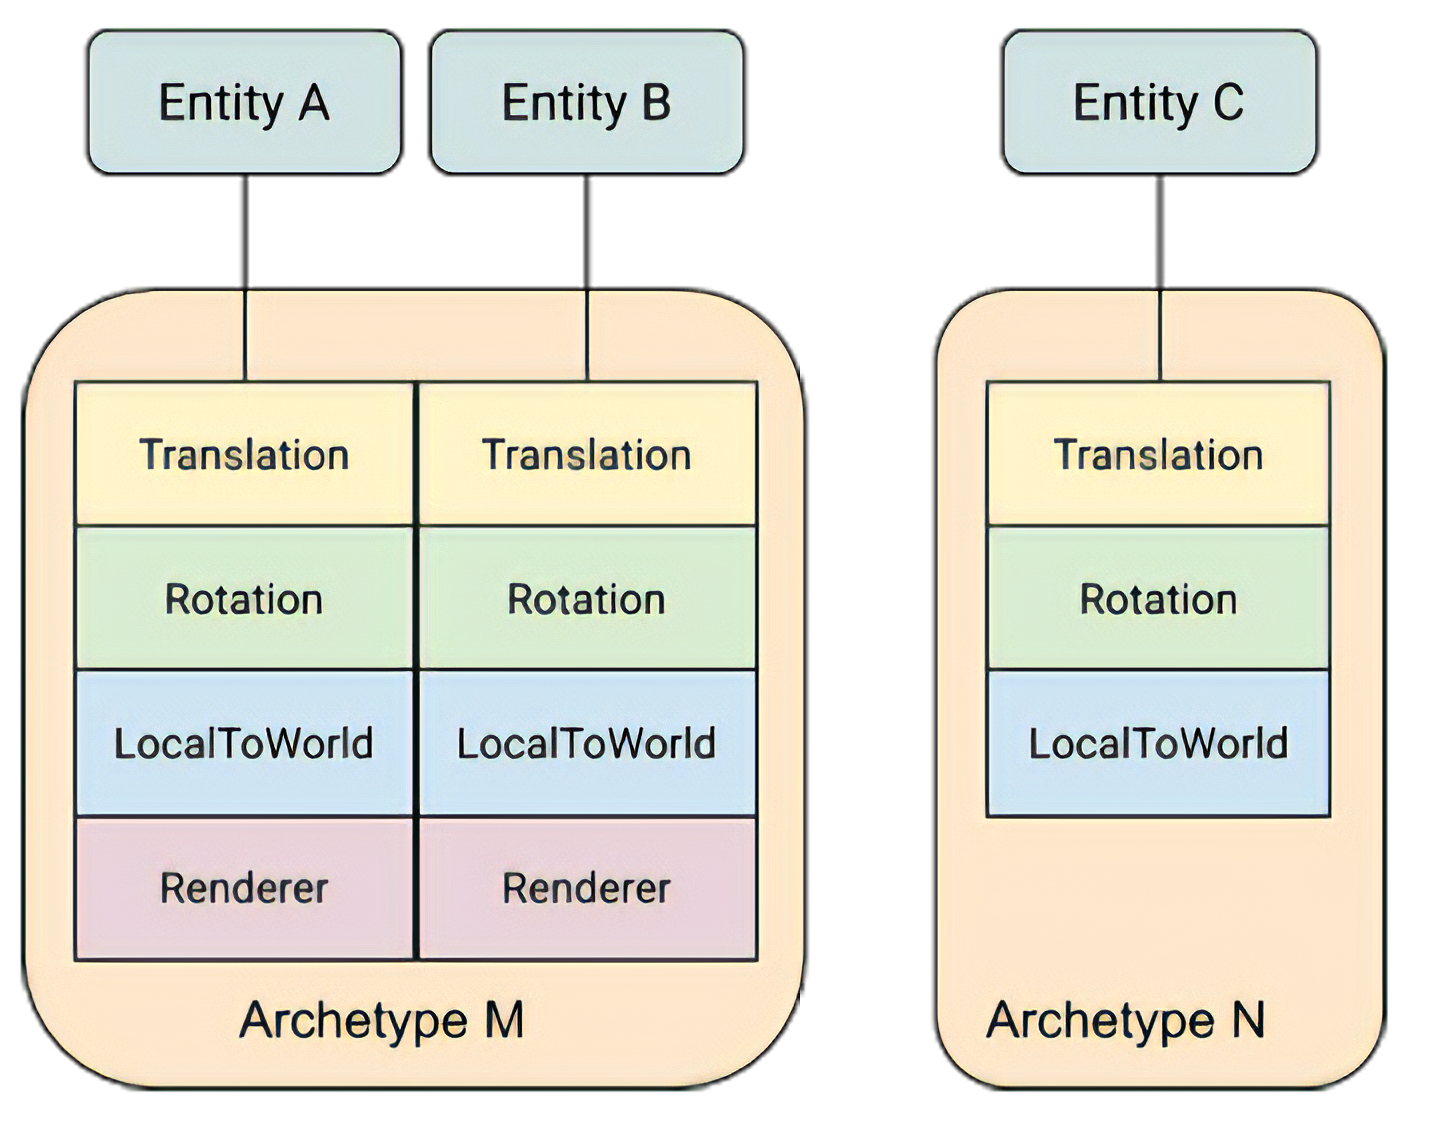 Entity A
Entity B
Entity C
Translation
Translation
Translation
Rotation
Rotation
Rotation
LocalToWorld
LocalToWorld
LocalToWorld
Renderer
Renderer
Archetype M
Archetype N